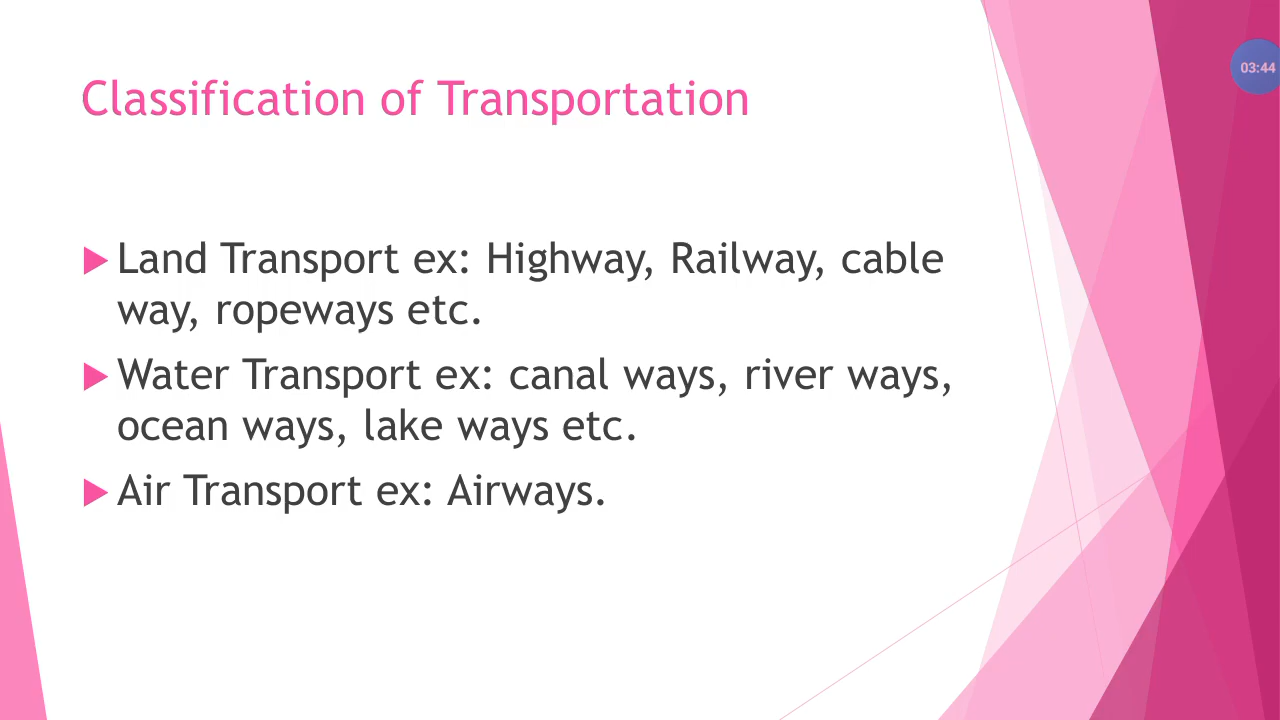 Classification of Transportation
03:44
Land Transport ex: Highway, Railway, cable
way, ropeways etc.
Water Transport ex: canal ways, river ways,
ocean ways, lake ways etc.
Air Transport ex: Airways.